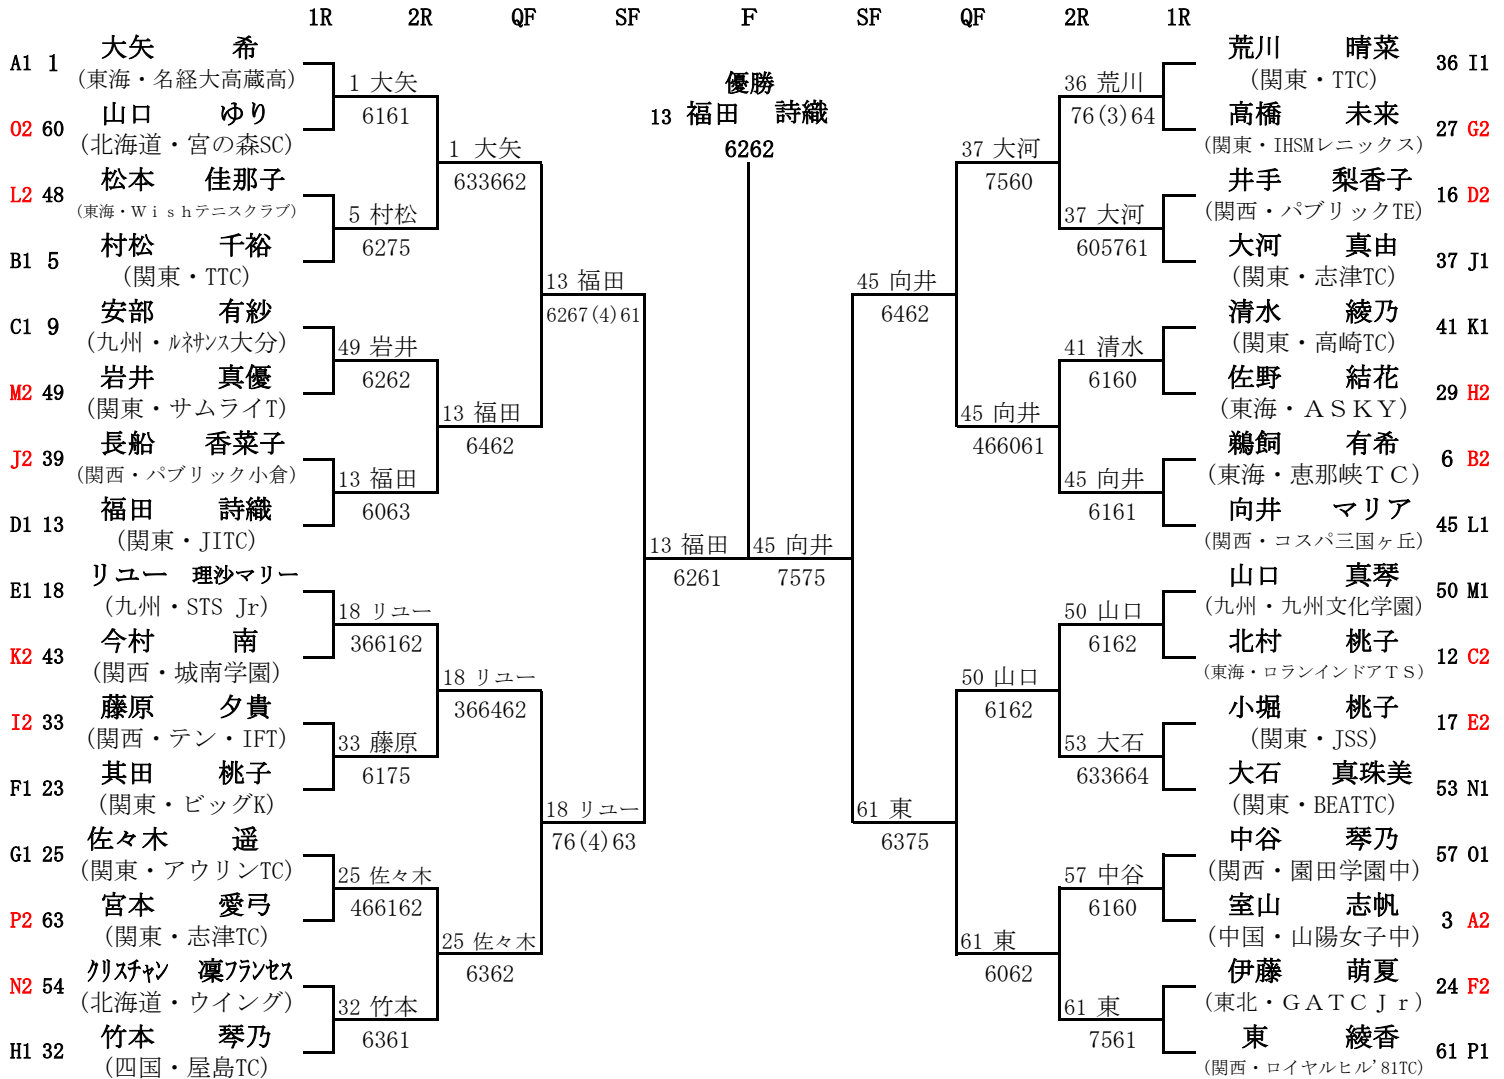 1R 2R QF SF F SF QF 2R 1R
A1 1 大矢 希
(東海・名経大高蔵高)
O2 60 山口 ゆり
(北海道・宮の森SC)
L2 48 松本 佳那子
(東海・Ｗｉｓｈテニスクラブ)
B1 5 村松 千裕
(関東・TTC)
C1 9 安部 有紗
(九州・ﾙﾈｻﾝｽ大分)
M2 49 岩井 真優
(関東・サムライT)
J2 39 長船 香菜子
(関西・パブリック小倉)
D1 13 福田 詩織
(関東・JITC)
E1 18 リユー 理沙マリー
(九州・STS Jr)
K2 43 今村 南
(関西・城南学園)
I2 33 藤原 夕貴
(関西・テン・IFT)
F1 23 其田 桃子
(関東・ビッグK)
G1 25 佐々木 遥
(関東・アウリンTC)
P2 63 宮本 愛弓
(関東・志津TC)
N2 54 ｸﾘｽﾁｬﾝ 凜ﾌﾗﾝｾｽ
(北海道・ウイング)
H1 32 竹本 琴乃
(四国・屋島TC)
1 大矢
6161
5 村松
6275
49 岩井
6262
13 福田
6063
18 リユー
366162
33 藤原
6175
25 佐々木
466162
32 竹本
6361
1 大矢
633662
13 福田
6462
18 リユー
366462
25 佐々木
6362
13 福田
6267(4)61
18 リユー
76(4)63
13 福田
6261
優勝
13 福田 詩織
6262
45 向井
7575
45 向井
6462
61 東
6375
37 大河
7560
45 向井
466061
50 山口
6162
61 東
6062
36 荒川
76(3)64
37 大河
605761
41 清水
6160
45 向井
6161
50 山口
6162
53 大石
633664
57 中谷
6160
61 東
7561
荒川 晴菜 36 I1
(関東・TTC)
高橋 未来 27 G2
(関東・IHSMレニックス)
井手 梨香子 16 D2
(関西・パブリックTE)
大河 真由 37 J1
(関東・志津TC)
清水 綾乃 41 K1
(関東・高崎TC)
佐野 結花 29 H2
(東海・ＡＳＫＹ)
鵜飼 有希 6 B2
(東海・恵那峡ＴＣ)
向井 マリア 45 L1
(関西・コスパ三国ヶ丘)
山口 真琴 50 M1
(九州・九州文化学園)
北村 桃子 12 C2
(東海・ロランインドアＴＳ)
小堀 桃子 17 E2
(関東・JSS)
大石 真珠美 53 N1
(関東・BEATTC)
中谷 琴乃 57 O1
(関西・園田学園中)
室山 志帆 3 A2
(中国・山陽女子中)
伊藤 萌夏 24 F2
(東北・ＧＡＴＣＪｒ)
東 綾香 61 P1
(関西・ロイヤルヒル'81TC)